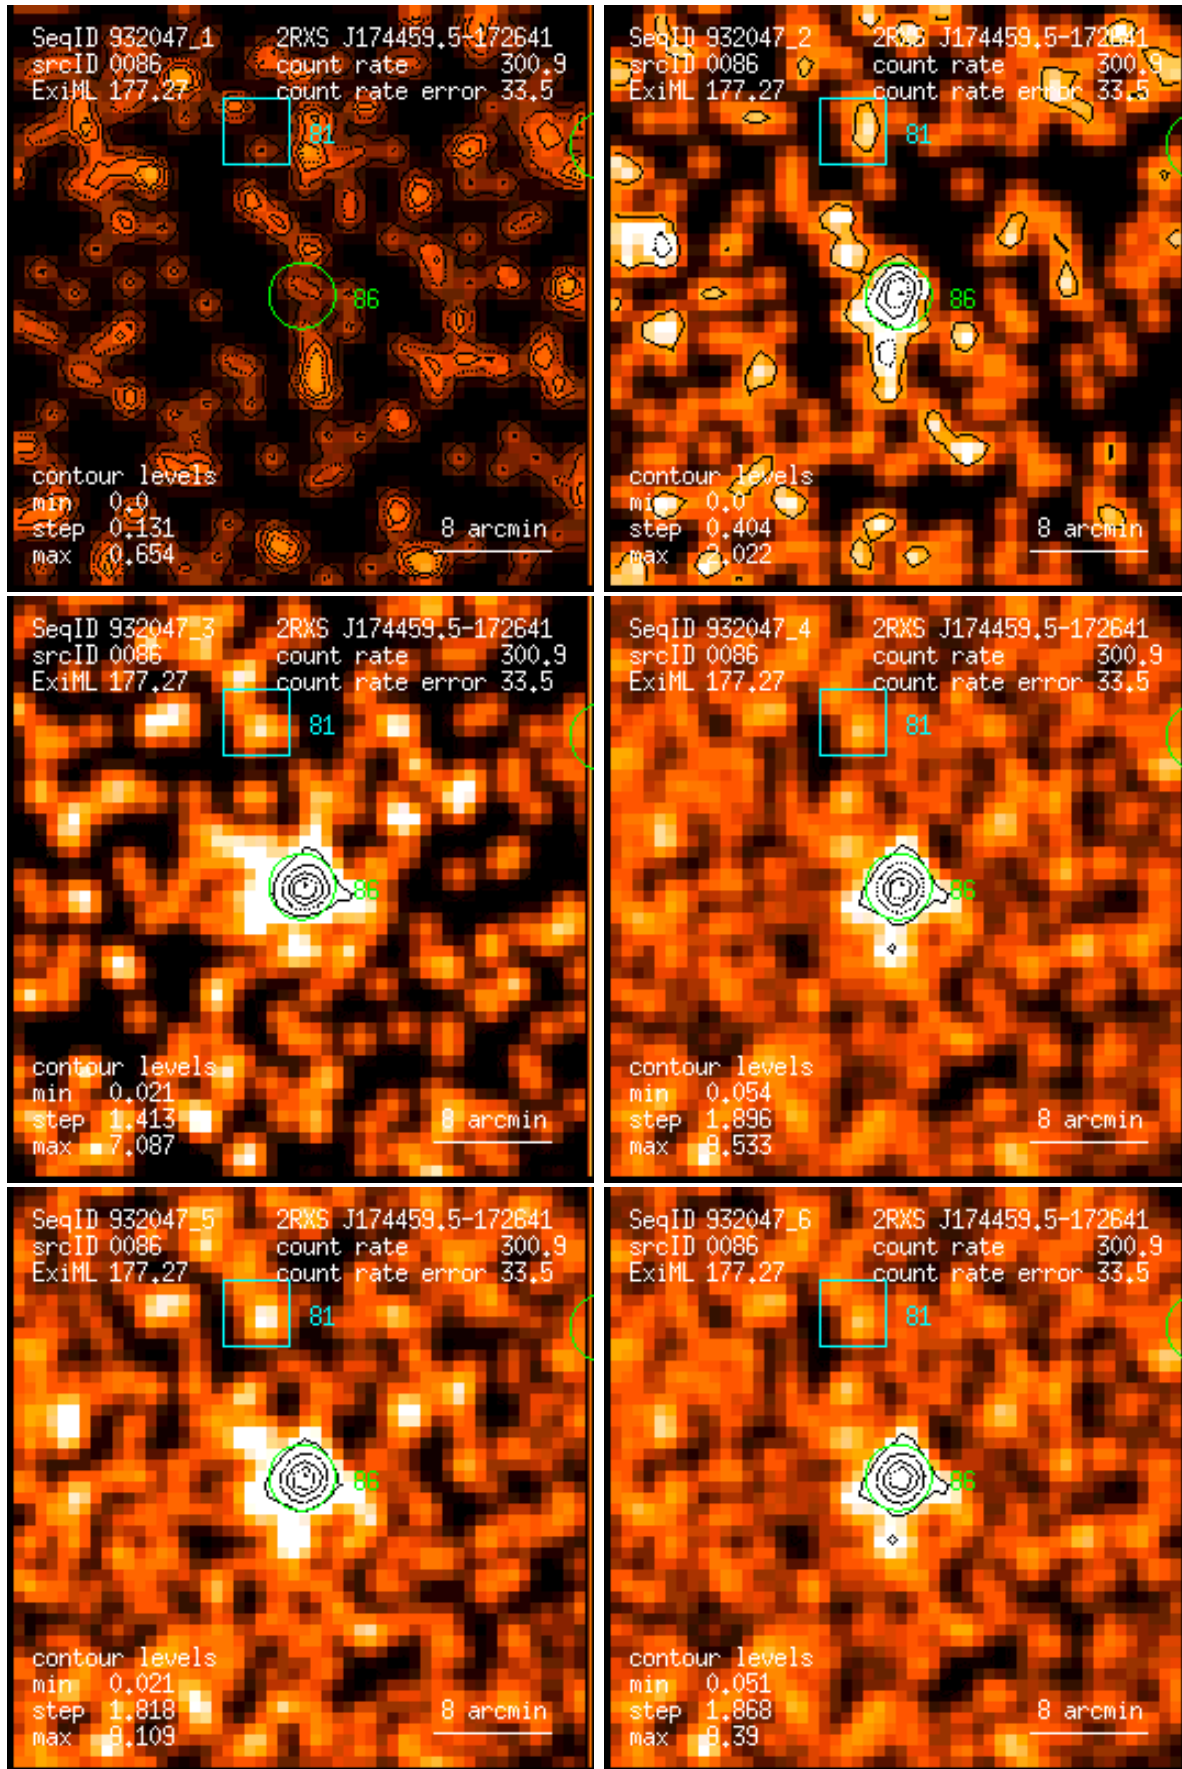 SeqID 932047_1 2RXS J174459.5-172641
srcID 0086 count rate 300.9
ExiML 177.27 count rate error 33.5
81
86
contour levels
min 0.0
step 0.131 8 arcmin
max 0.654
SeqID 932047_2 2RXS J174459.5-172641
srcID 0086 count rate 300.9
ExiML 177.27 count rate error 33.5
81
86
contour levels
min 0.0
step 0.404 8 arcmin
max 2.022
SeqID 932047_3 2RXS J174459.5-172641
srcID 0086 count rate 300.9
ExiML 177.27 count rate error 33.5
81
86
contour levels
min 0.021
step 1.413 8 arcmin
max 7.087
SeqID 932047_4 2RXS J174459.5-172641
srcID 0086 count rate 300.9
ExiML 177.27 count rate error 33.5
81
86
contour levels
min 0.054
step 1.896 8 arcmin
max 9.533
SeqID 932047_5 2RXS J174459.5-172641
srcID 0086 count rate 300.9
ExiML 177.27 count rate error 33.5
81
86
contour levels
min 0.021
step 1.818 8 arcmin
max 9.109
SeqID 932047_6 2RXS J174459.5-172641
srcID 0086 count rate 300.9
ExiML 177.27 count rate error 33.5
81
86
contour levels
min 0.051
step 1.868 8 arcmin
max 9.39